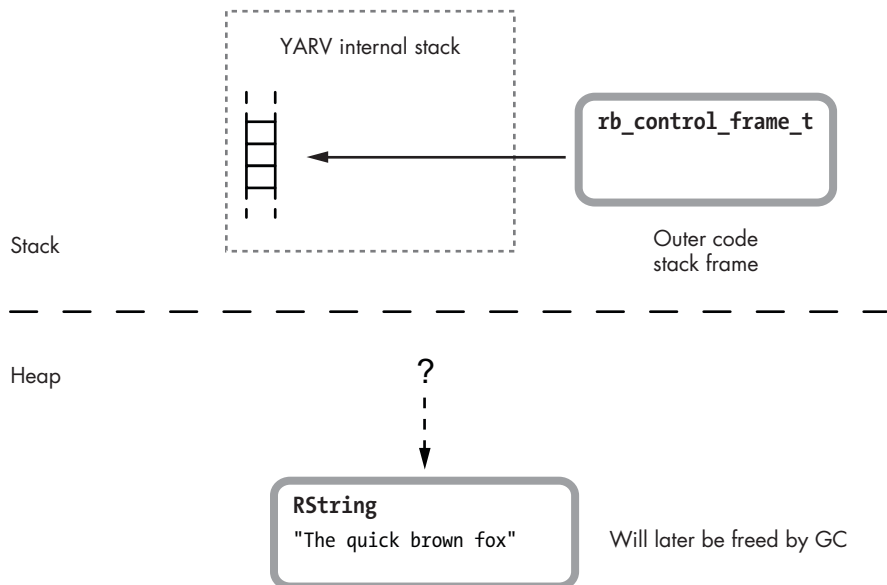 YARV internal stack
rb_control_frame_t
Stack
Outer code
stack frame
Heap
?
RString
"The quick brown fox"
Will later be freed by GC